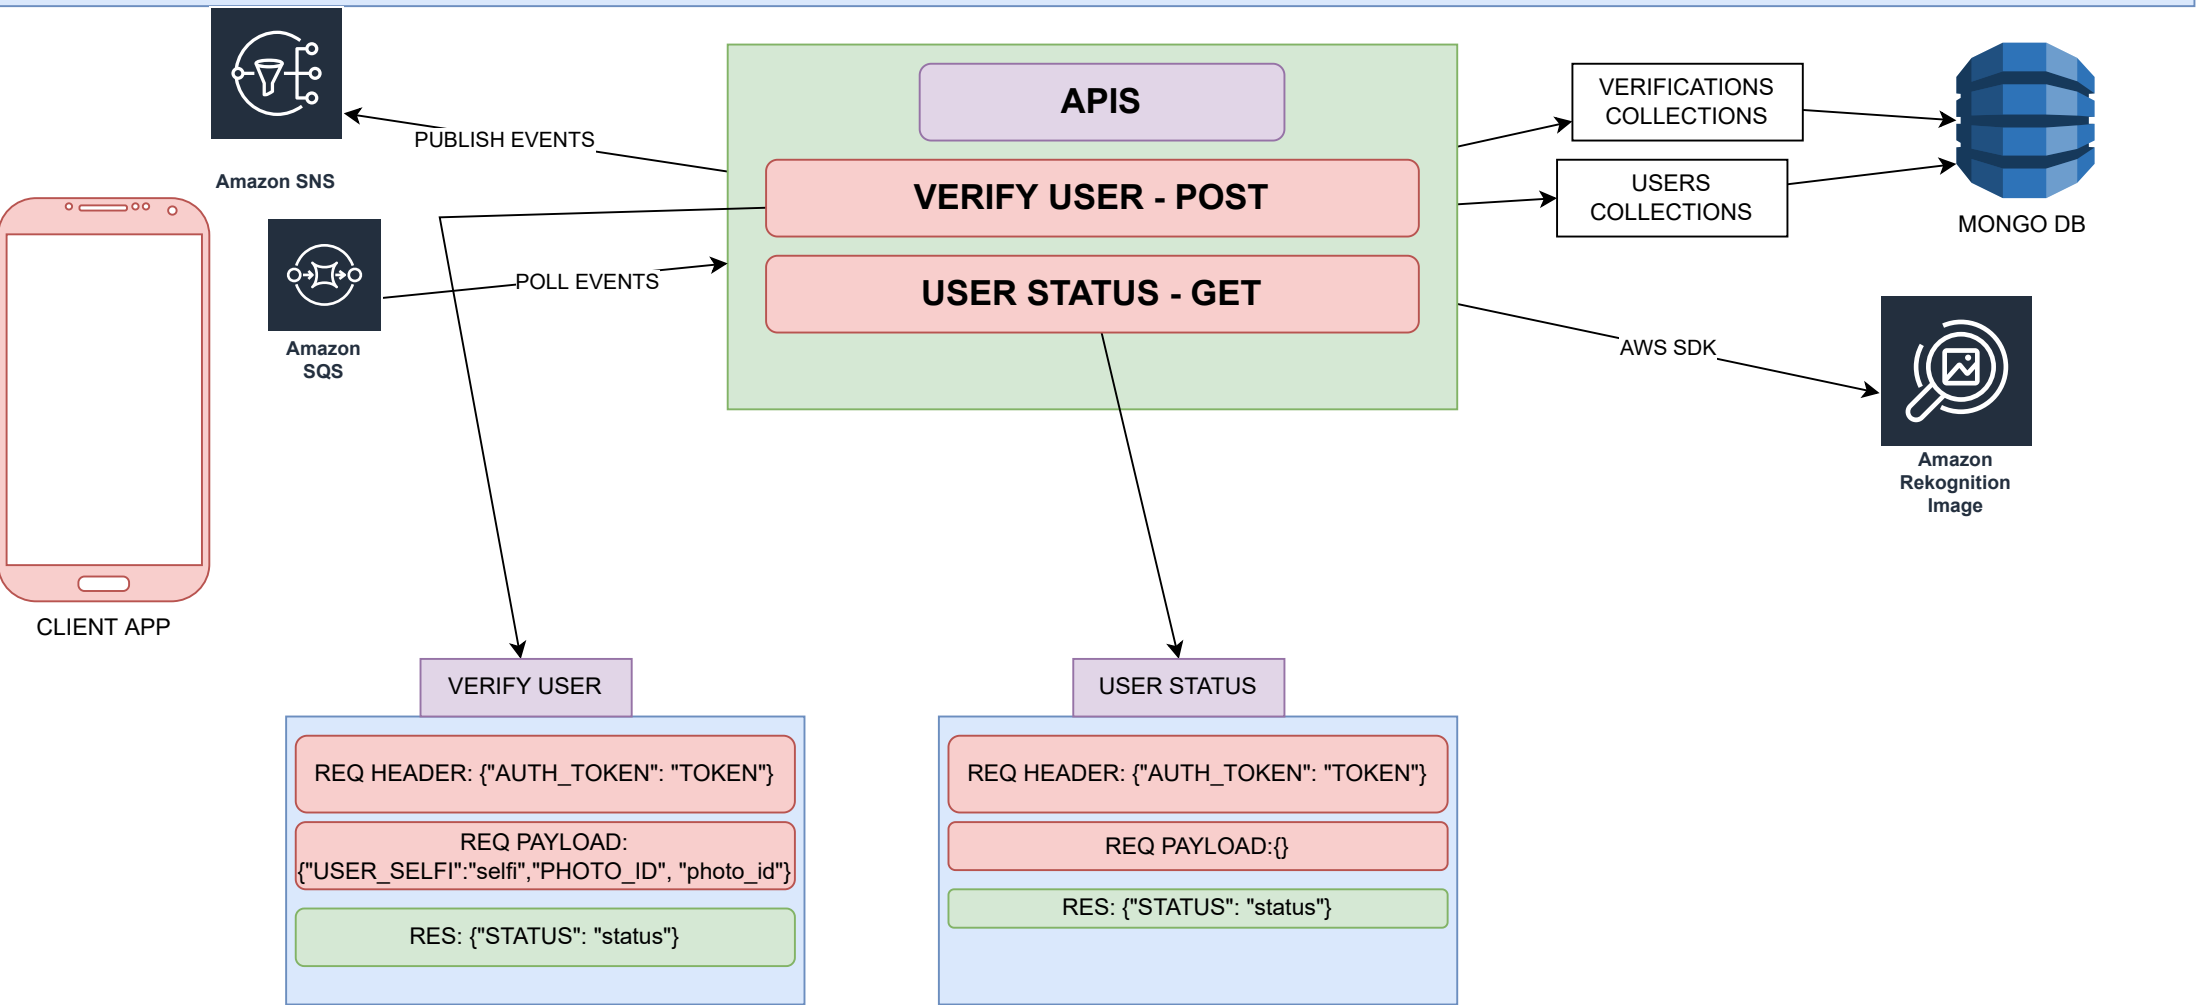 APIS
VERIFICATIONS
COLLECTIONS
PUBLISH EVENTS
Amazon SNS
VERIFY USER - POST
USERS
COLLECTIONS
MONGO DB
POLL EVENTS
USER STATUS - GET
Amazon
SQS
AWS SDK
Amazon
Rekognition
Image
CLIENT APP
VERIFY USER
REQ HEADER: {"AUTH_TOKEN": "TOKEN"}
REQ PAYLOAD:
{"USER_SELFI":"selfi","PHOTO_ID", "photo_id"}
RES: {"STATUS": "status"}
USER STATUS
REQ HEADER: {"AUTH_TOKEN": "TOKEN"}
REQ PAYLOAD:{}
RES: {"STATUS": "status"}